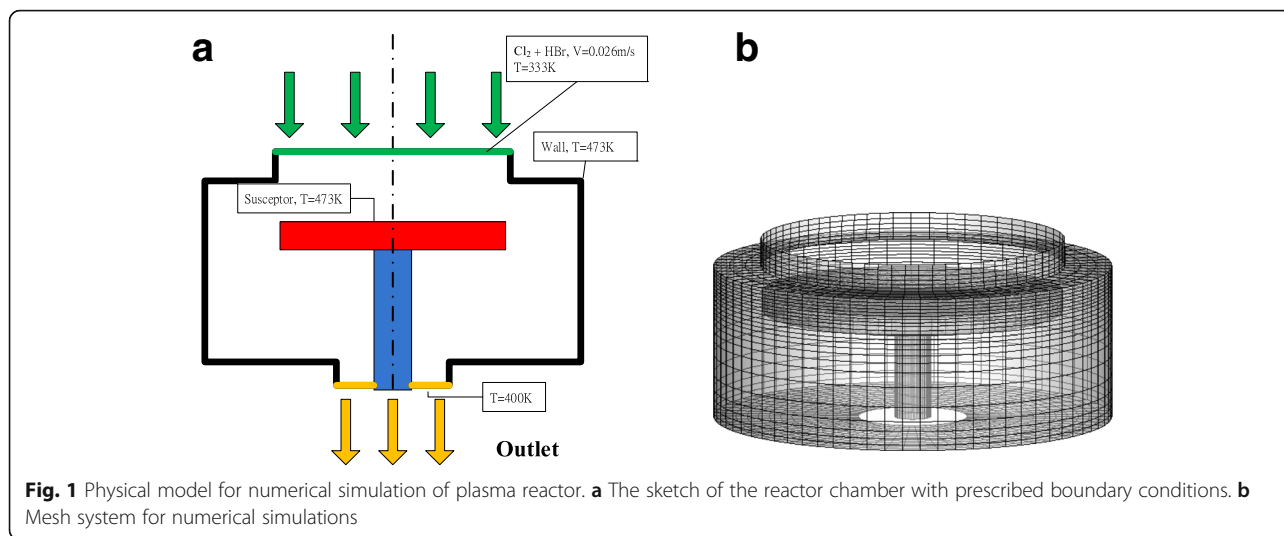 a
b
Cl₂ + HBr, V=0.026m/s
T=333K
Wall, T=473K
Susceptor, T=473K
T=400K
Outlet
Fig. 1 Physical model for numerical simulation of plasma reactor. a The sketch of the reactor chamber with prescribed boundary conditions. b
Mesh system for numerical simulations